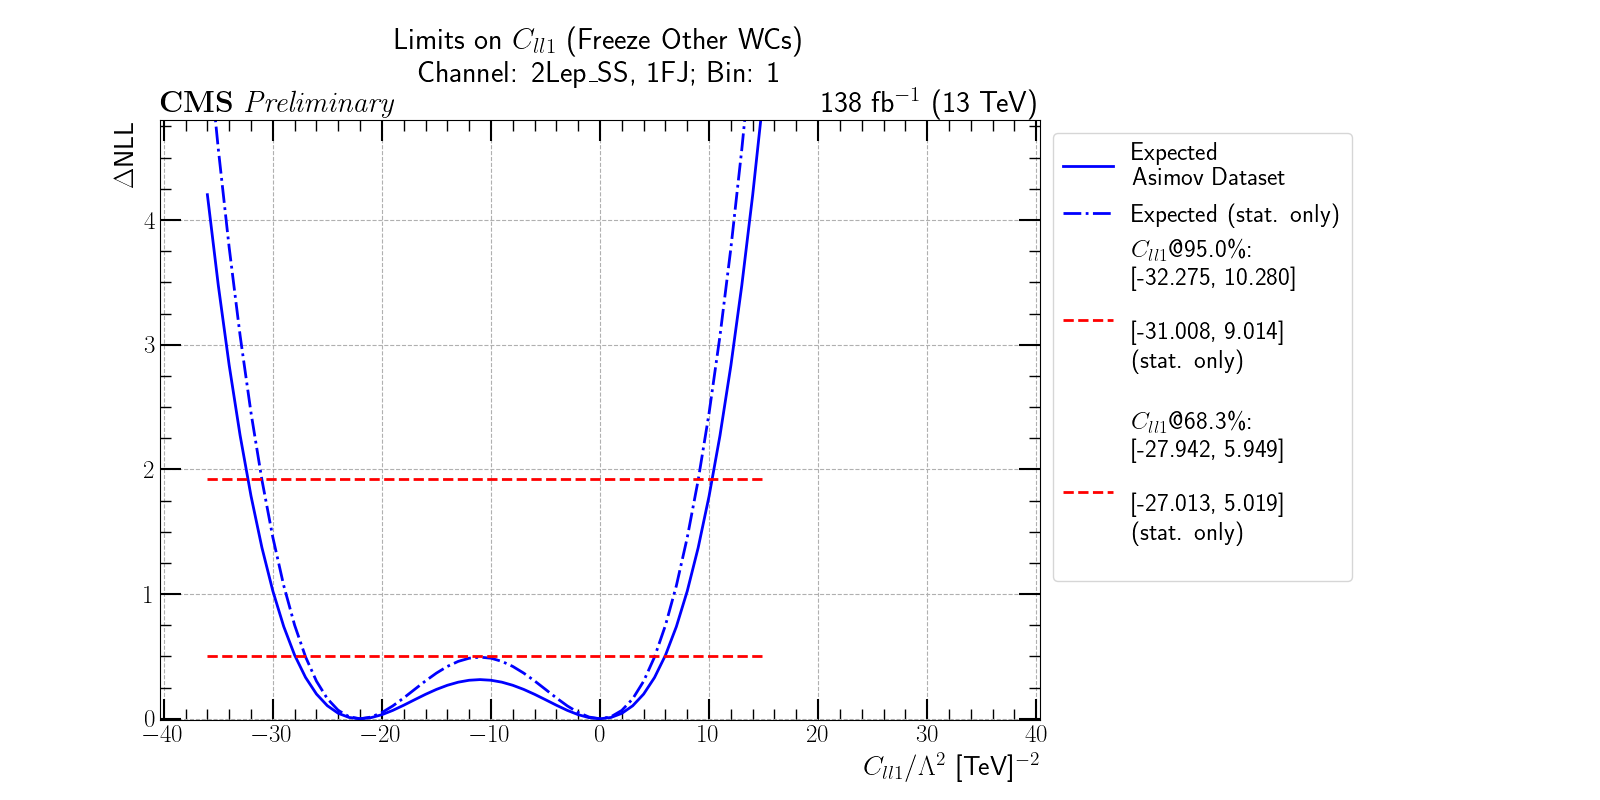 Limits on C_{ll1} (Freeze Other WCs)
Channel: 2Lep_SS, 1FJ; Bin: 1
CMS Preliminary
138 fb^{-1} (13 TeV)
ΔNLL
4
3
2
1
0
−40 −30 −20 −10 0 10 20 30 40
C_{ll1}/Λ^2 [TeV]^{-2}
Expected
Asimov Dataset
Expected (stat. only)
C_{ll1}@95.0%:
[-32.275, 10.280]
[-31.008, 9.014]
(stat. only)
C_{ll1}@68.3%:
[-27.942, 5.949]
[-27.013, 5.019]
(stat. only)